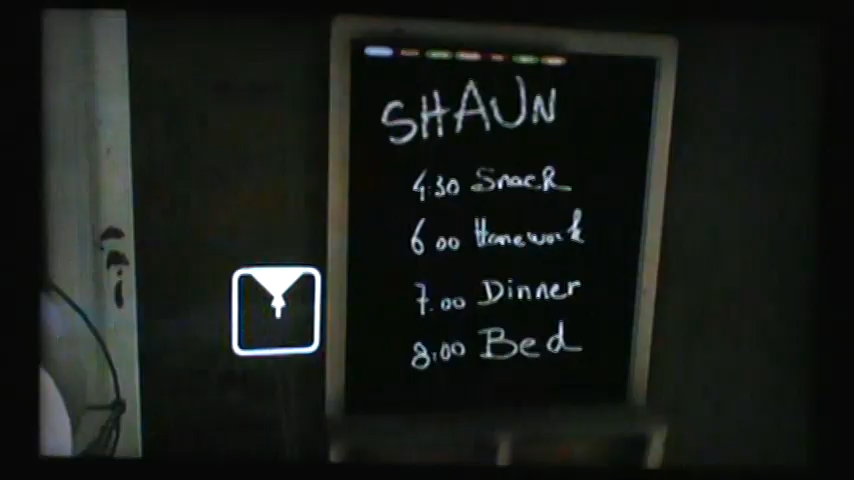 SHAUN
4.30 Snack
6.00 Homework
7.00 Dinner
8.00 Bed